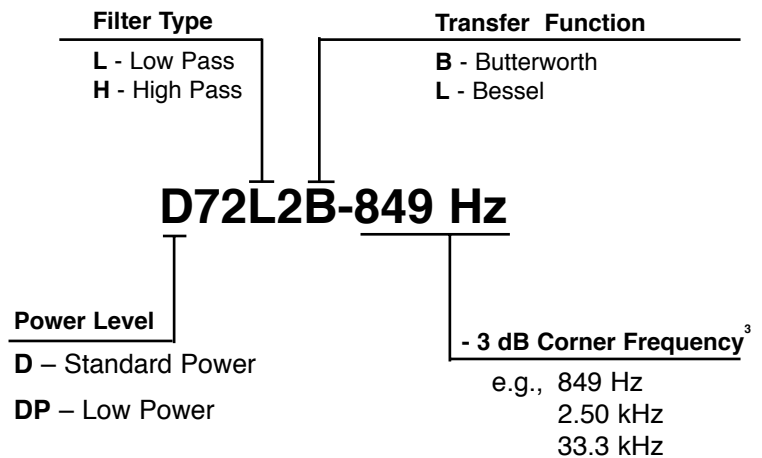 Filter Type
L - Low Pass
H - High Pass
Transfer Function
B - Butterworth
L - Bessel
D72L2B-849 Hz
Power Level
D – Standard Power
DP – Low Power
- 3 dB Corner Frequency³
e.g., 849 Hz
2.50 kHz
33.3 kHz